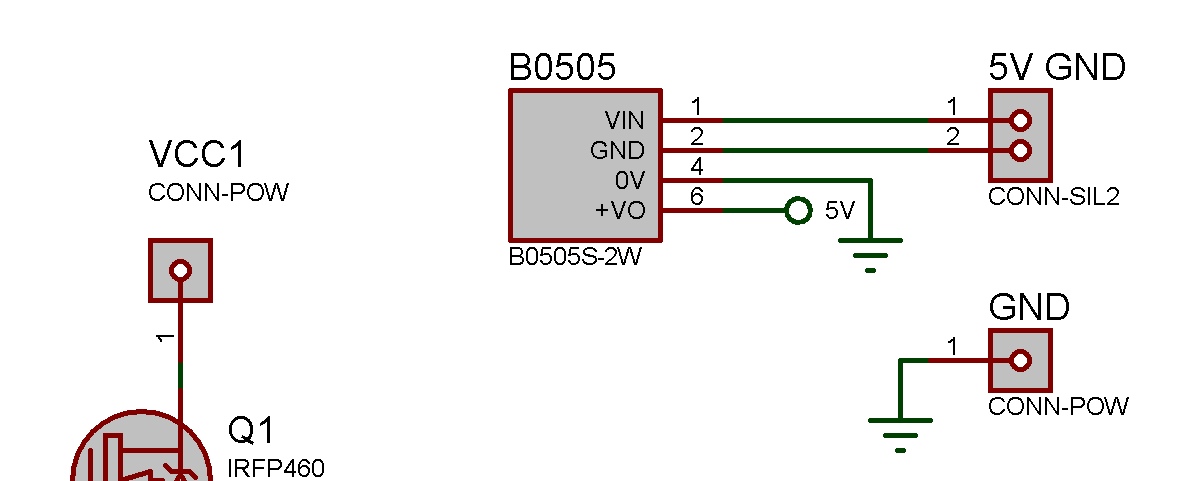 B0505
5V GND
VIN
1
1
GND
2
2
0V
4
+VO
6
5V
B0505S-2W
CONN-SIL2
VCC1
CONN-POW
1
GND
1
CONN-POW
Q1
IRFP460